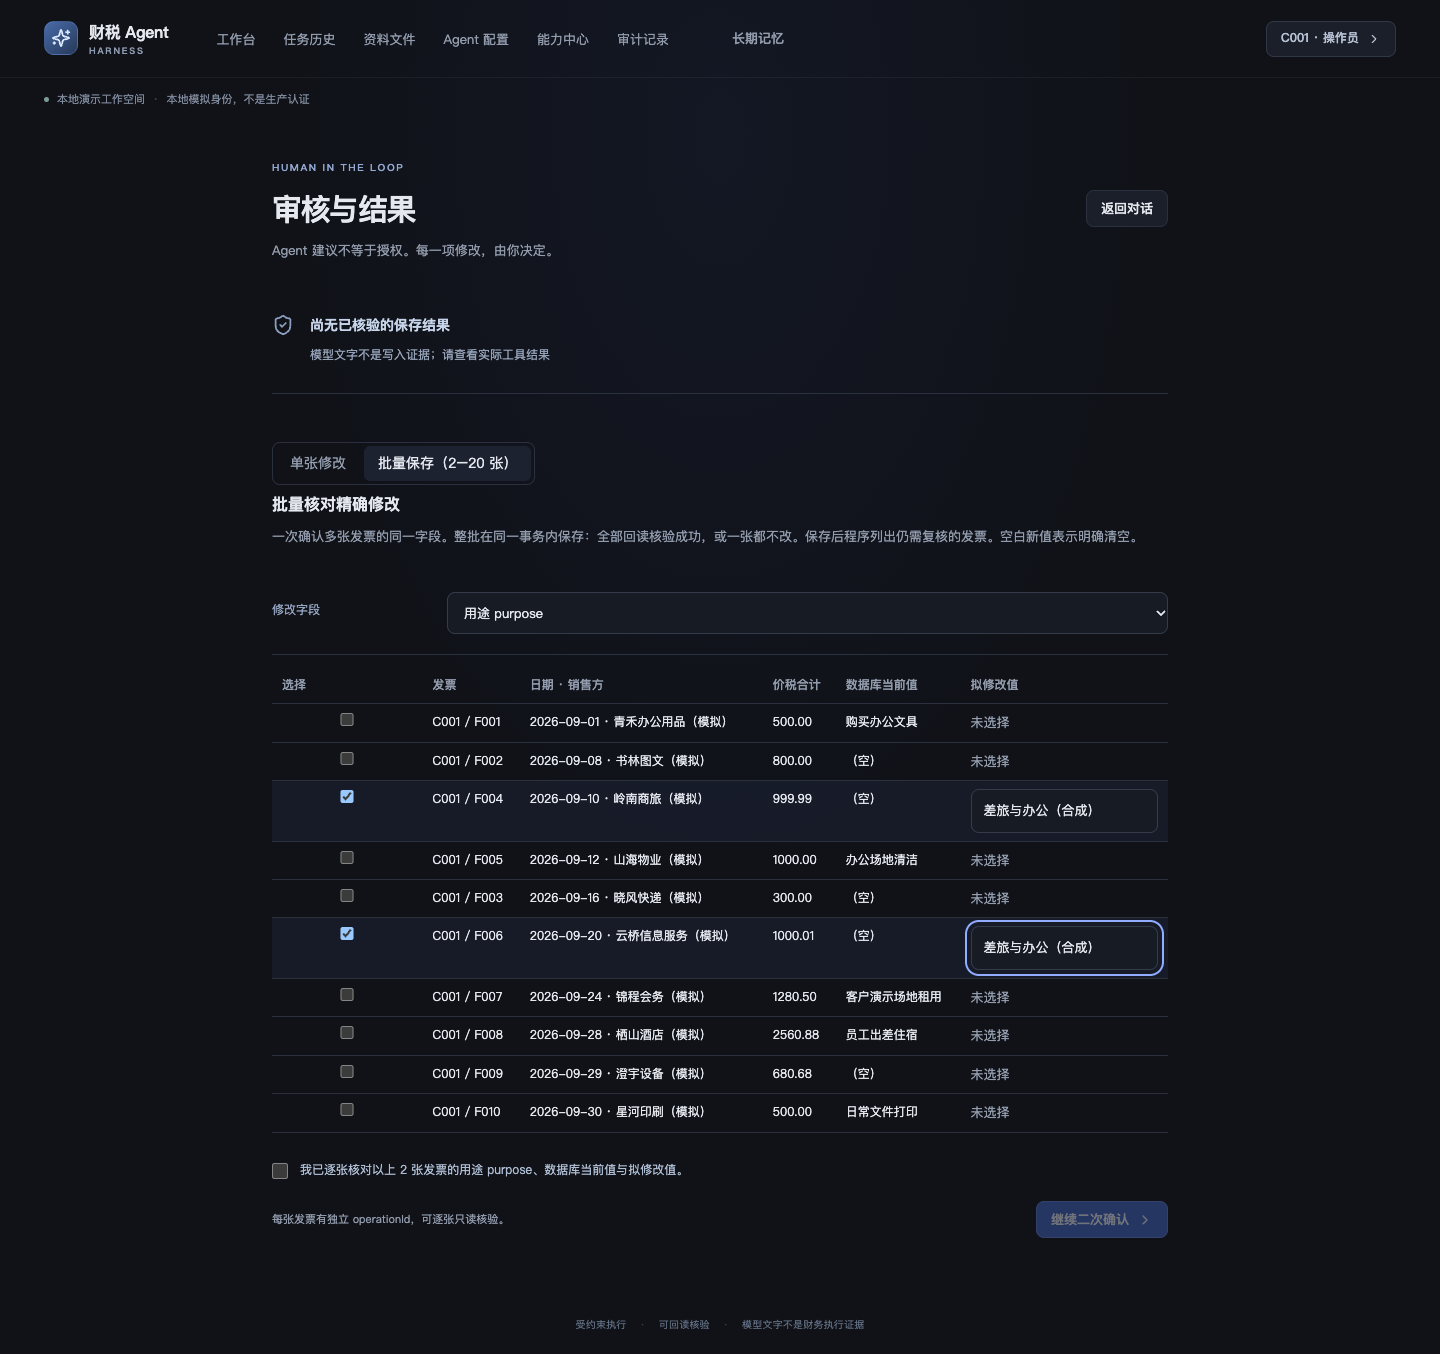 财税 Agent
HARNESS
工作台 任务历史 资料文件 Agent 配置 能力中心 审计记录 长期记忆
C001 · 操作员
本地演示工作空间 · 本地模拟身份，不是生产认证
HUMAN IN THE LOOP
审核与结果
返回对话
Agent 建议不等于授权。每一项修改，由你决定。
尚无已核验的保存结果
模型文字不是写入证据；请查看实际工具结果
单张修改 批量保存（2—20 张）
批量核对精确修改
一次确认多张发票的同一字段。整批在同一事务内保存：全部回读核验成功，或一张都不改。保存后程序列出仍需复核的发票。空白新值表示明确清空。
修改字段 用途 purpose
选择 发票 日期 · 销售方 价税合计 数据库当前值 拟修改值
C001 / F001 2026-09-01 · 青禾办公用品（模拟） 500.00 购买办公文具 未选择
C001 / F002 2026-09-08 · 书林图文（模拟） 800.00 （空） 未选择
C001 / F004 2026-09-10 · 岭南商旅（模拟） 999.99 （空） 差旅与办公（合成）
C001 / F005 2026-09-12 · 山海物业（模拟） 1000.00 办公场地清洁 未选择
C001 / F003 2026-09-16 · 晓风快递（模拟） 300.00 （空） 未选择
C001 / F006 2026-09-20 · 云桥信息服务（模拟） 1000.01 （空） 差旅与办公（合成）
C001 / F007 2026-09-24 · 锦程会务（模拟） 1280.50 客户演示场地租用 未选择
C001 / F008 2026-09-28 · 栖山酒店（模拟） 2560.88 员工出差住宿 未选择
C001 / F009 2026-09-29 · 澄宇设备（模拟） 680.68 （空） 未选择
C001 / F010 2026-09-30 · 星河印刷（模拟） 500.00 日常文件打印 未选择
我已逐张核对以上 2 张发票的用途 purpose、数据库当前值与拟修改值。
每张发票有独立 operationId，可逐张只读核验。
继续二次确认
受约束执行 · 可回读核验 · 模型文字不是财务执行证据